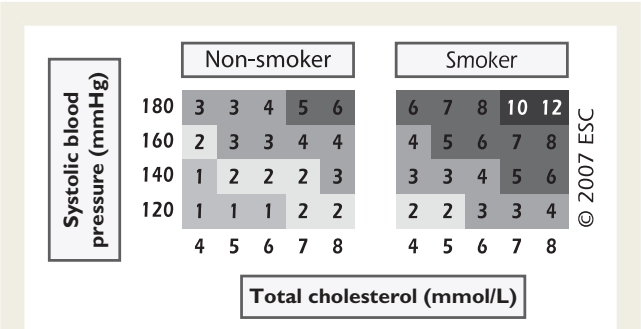 Non-smoker Smoker
Systolic blood
pressure (mmHg)
180 3 3 4 5 6 6 7 8 10 12
160 2 3 3 4 4 4 5 6 7 8
140 1 2 2 2 3 3 3 4 5 6
120 1 1 1 2 2 2 2 3 3 4
4 5 6 7 8 4 5 6 7 8
Total cholesterol (mmol/L)
© 2007 ESC